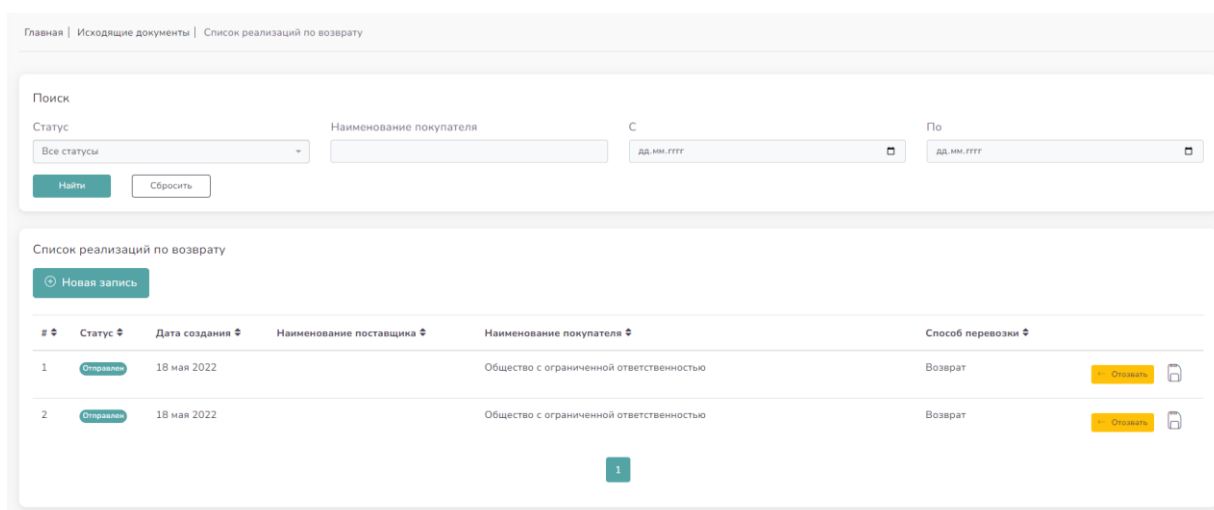 Главная | Исходящие документы | Список реализаций по возврату
Поиск
Статус Наименование покупателя С По
Все статусы дд.мм.гггг дд.мм.гггг
Найти Сбросить
Список реализаций по возврату
Новая запись
# Статус Дата создания Наименование поставщика Наименование покупателя Способ перевозки
1 Отправлен 18 мая 2022 Общество с ограниченной ответственностью Возврат ← Отозвать
2 Отправлен 18 мая 2022 Общество с ограниченной ответственностью Возврат ← Отозвать
1